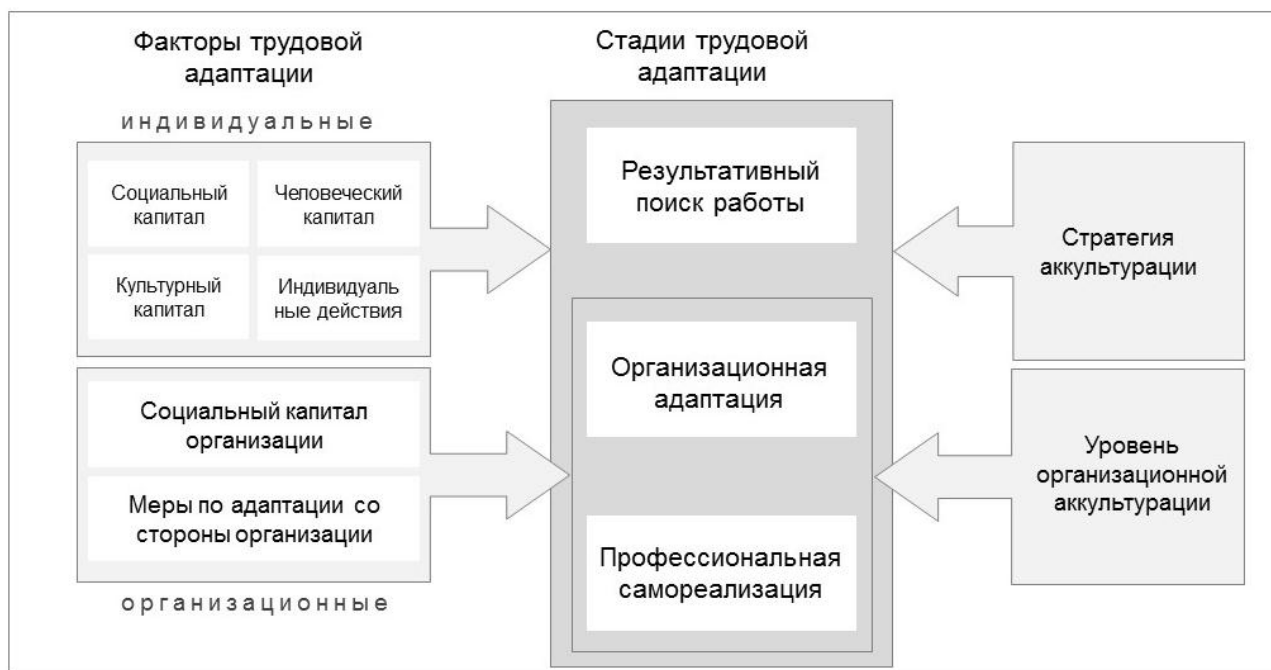 Факторы трудовой
адаптации
индивидуальные
Социальный
капитал
Человеческий
капитал
Культурный
капитал
Индивидуаль
ные действия
Социальный капитал
организации
Меры по адаптации со
стороны организации
организационные
Стадии трудовой
адаптации
Результативный
поиск работы
Организационная
адаптация
Профессиональная
самореализация
Стратегия
аккультурации
Уровень
организационной
аккультурации